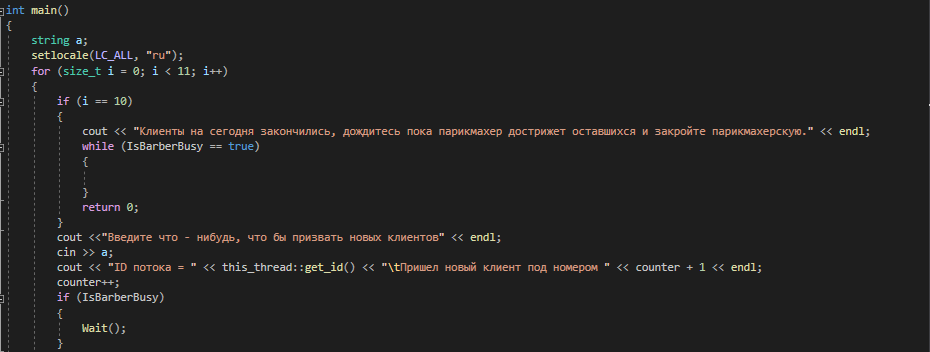 int main()
{
string a;
setlocale(LC_ALL, "ru");
for (size_t i = 0; i < 11; i++)
{
if (i == 10)
{
cout << "Клиенты на сегодня закончились, дождитесь пока парикмахер дострижет оставшихся и закройте парикмахерскую." << endl;
while (IsBarberBusy == true)
{
}
return 0;
}
cout <<"Введите что - нибудь, что бы призвать новых клиентов" << endl;
cin >> a;
cout << "ID потока = " << this_thread::get_id() << "\tПришел новый клиент под номером " << counter + 1 << endl;
counter++;
if (IsBarberBusy)
{
Wait();
}